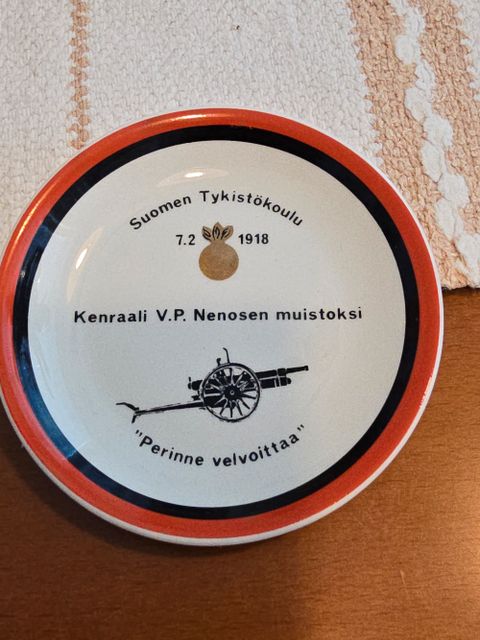 Suomen Tykistökoulu
7.2 1918
Kenraali V.P. Nenosen muistoksi
"Perinne velvoittaa"